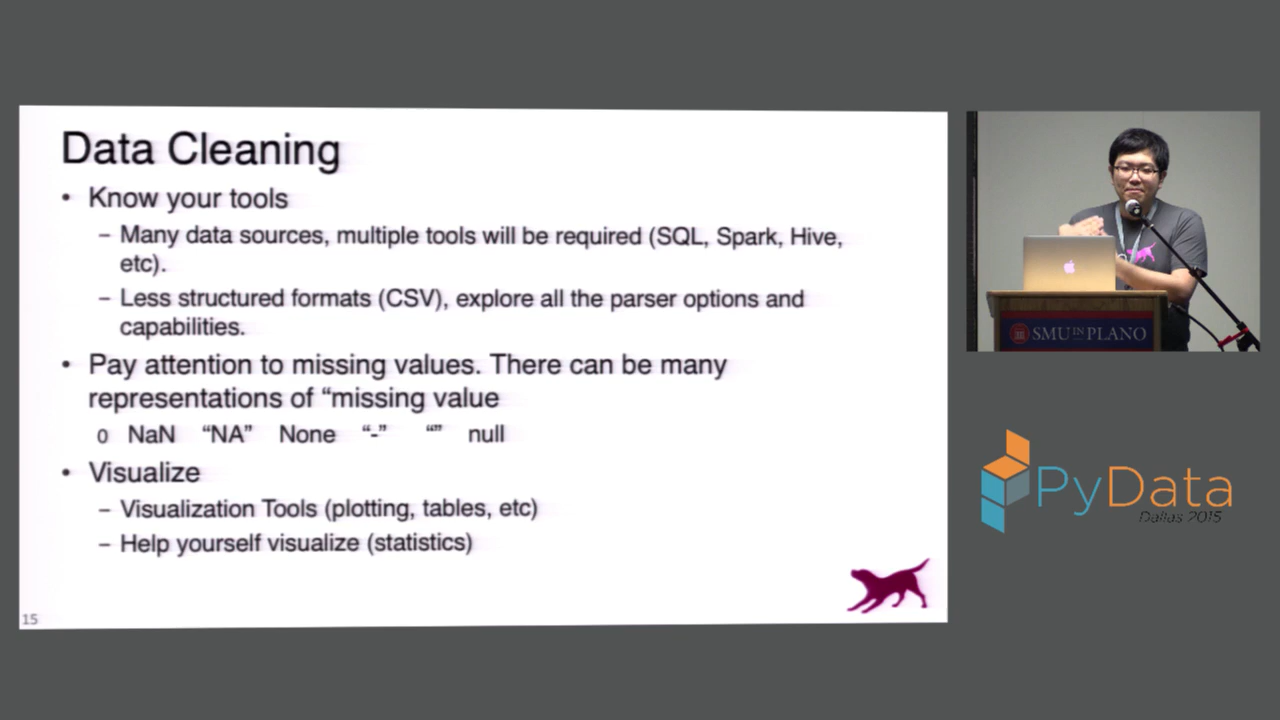 Data Cleaning
• Know your tools
– Many data sources, multiple tools will be required (SQL, Spark, Hive,
etc).
– Less structured formats (CSV), explore all the parser options and
capabilities.
• Pay attention to missing values. There can be many
representations of “missing value
o NaN “NA” None “-” “” null
• Visualize
– Visualization Tools (plotting, tables, etc)
– Help yourself visualize (statistics)
15
SMU IN PLANO
PyData
Dallas 2015